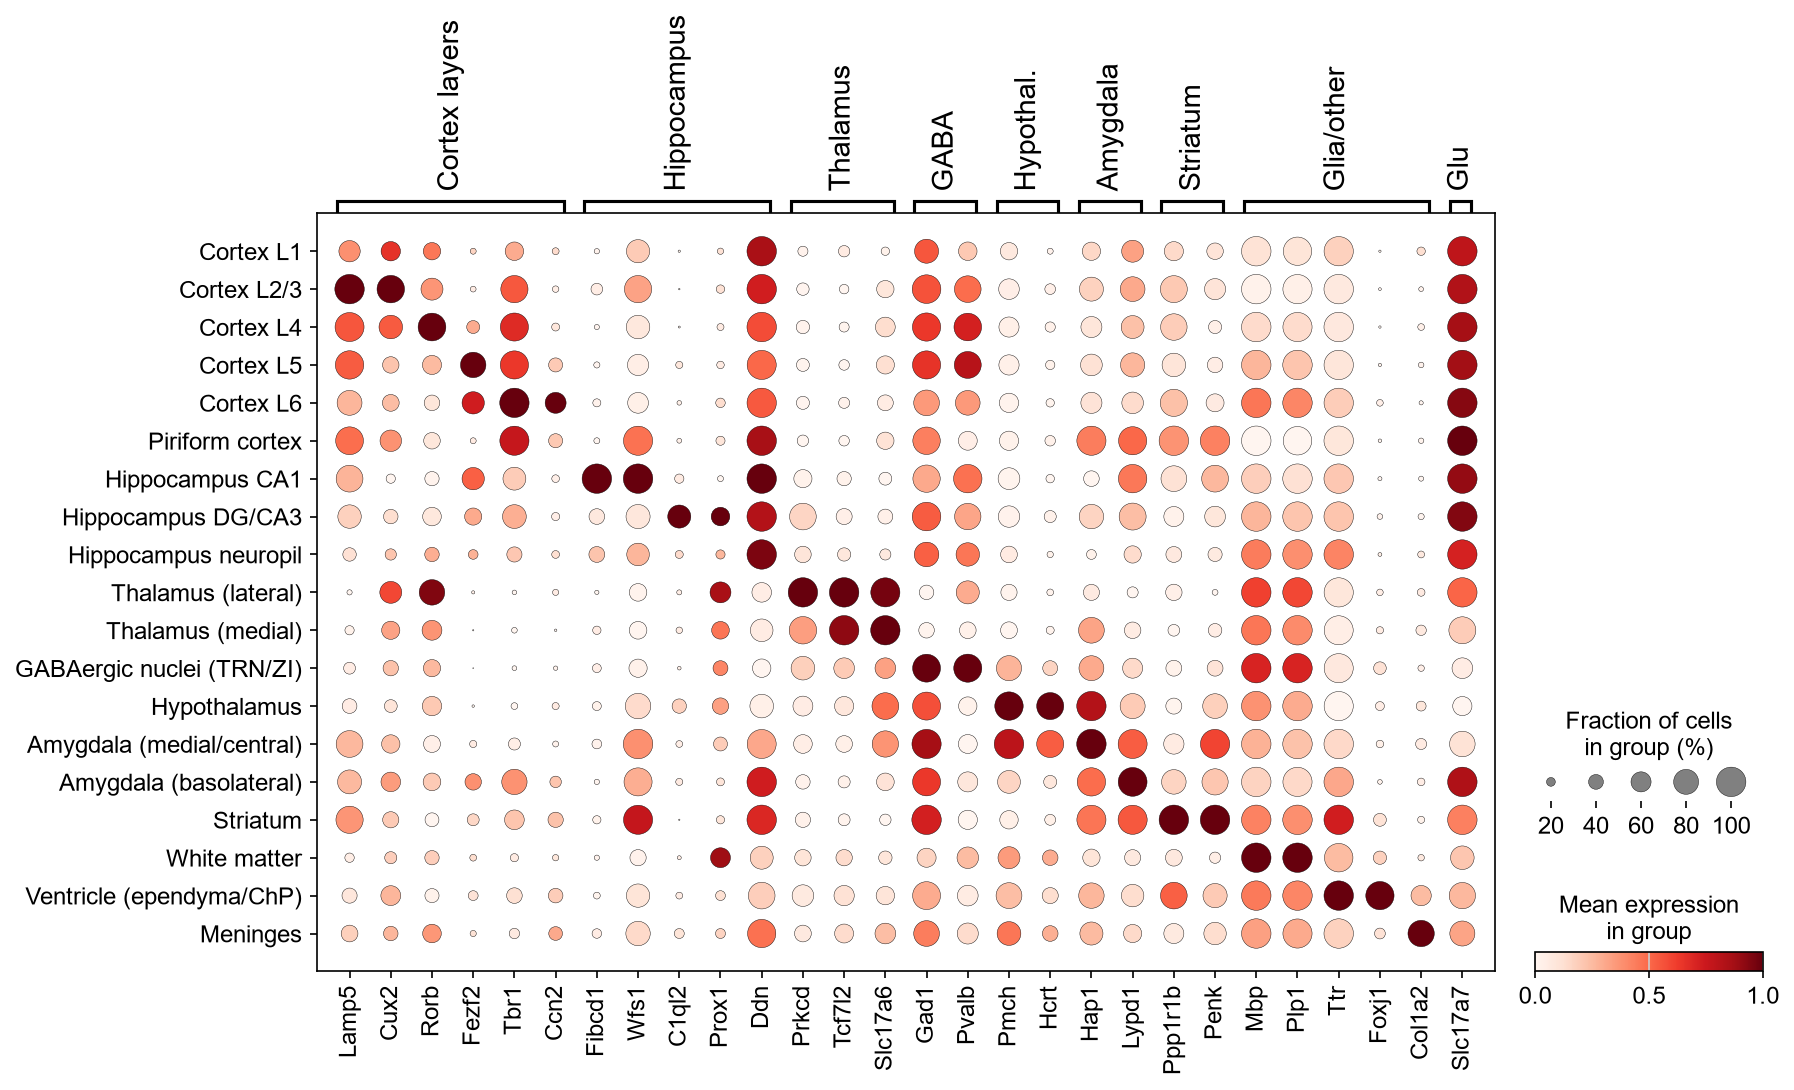 Cortex layers
Hippocampus
Thalamus
GABA
Hypothal.
Amygdala
Striatum
Glia/other
Glu
Cortex L1
Cortex L2/3
Cortex L4
Cortex L5
Cortex L6
Piriform cortex
Hippocampus CA1
Hippocampus DG/CA3
Hippocampus neuropil
Thalamus (lateral)
Thalamus (medial)
GABAergic nuclei (TRN/ZI)
Hypothalamus
Amygdala (medial/central)
Amygdala (basolateral)
Striatum
White matter
Ventricle (ependyma/ChP)
Meninges
Lamp5
Cux2
Rorb
Fezf2
Tbr1
Ccn2
Fibcd1
Wfs1
C1ql2
Prox1
Ddn
Prkcd
Tcf7l2
Slc17a6
Gad1
Pvalb
Pmch
Hcrt
Hap1
Lypd1
Ppp1r1b
Penk
Mbp
Plp1
Ttr
Foxj1
Col1a2
Slc17a7
Fraction of cells
in group (%)
20 40 60 80 100
Mean expression
in group
0.0 0.5 1.0